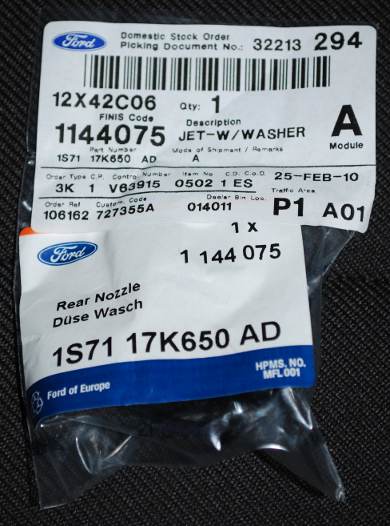 Ford
Domestic Stock Order
Picking Document No.: 32213 294
12X42C06 Qty: 1
FINIS Code Description
1144075 JET-W/WASHER A
Module
Part Number Mode of Shipment / Remarks
1S71 17K650 AD A
Order Type C.P. Control Number Item No C.D. C.o.D. 25-FEB-10
3K 1 V63915 0502 1 ES Traffic Area
Order Ref Custom. Code Dealer Bin Loc. P1 A01
106162 727355A 014011
1 x
Ford 1 144 075
Rear Nozzle
Düse Wasch
1S71 17K650 AD
HPMS. NO.
MFL001
Ford of Europe